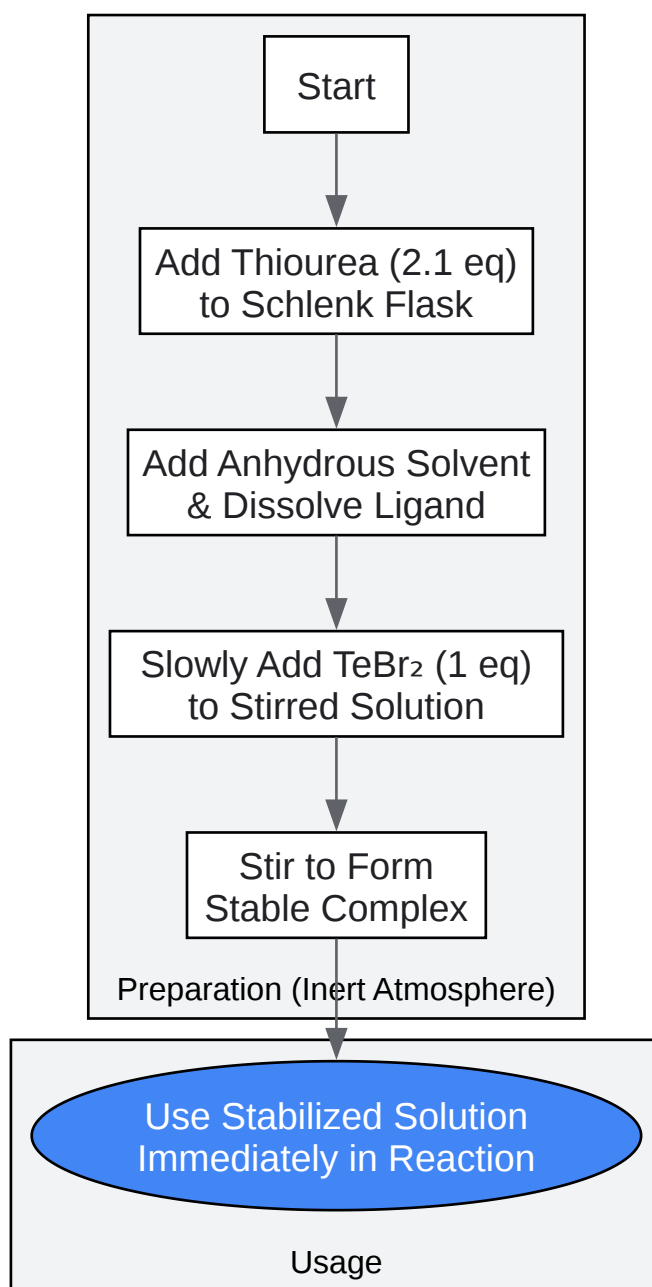 Start
Add Thiourea (2.1 eq)
to Schlenk Flask
Add Anhydrous Solvent
& Dissolve Ligand
Slowly Add TeBr₂ (1 eq)
to Stirred Solution
Stir to Form
Stable Complex
Preparation (Inert Atmosphere)
Use Stabilized Solution
Immediately in Reaction
Usage